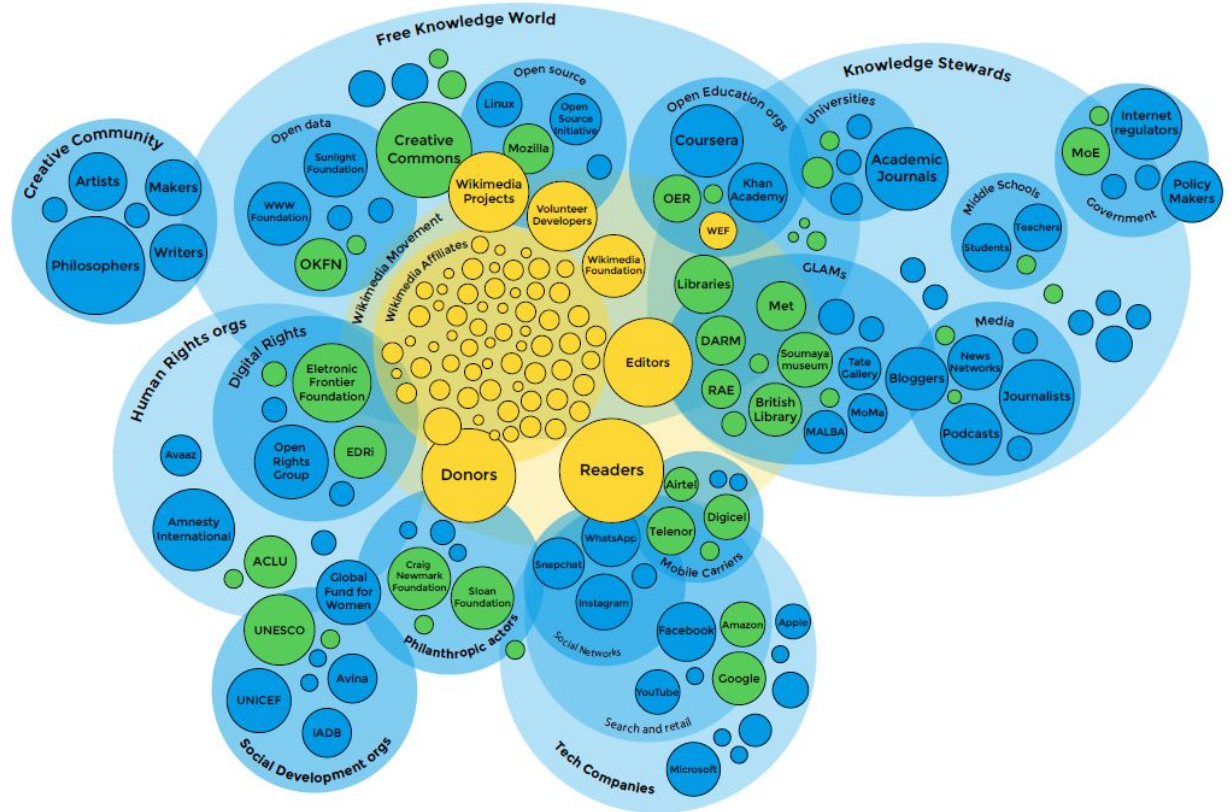 Free Knowledge World
Knowledge Stewards
Creative Community
Artists
Makers
Philosophers
Writers
Open data
Sunlight
Foundation
WWW
Foundation
OKFN
Creative
Commons
Open source
Linux
Open
Source
Initiative
Mozilla
Wikimedia
Projects
Volunteer
Developers
Wikimedia
Foundation
Wikimedia Movement
Wikimedia Affiliates
Editors
Donors
Readers
Open Education orgs
Coursera
Khan
Academy
OER
WEF
Universities
Academic
Journals
Middle Schools
Teachers
Students
Internet
regulators
MoE
Policy
Makers
Government
GLAMs
Libraries
Met
DARM
Soumaya
museum
Tate
Gallery
RAE
British
Library
MoMa
MALBA
Bloggers
Media
News
Networks
Journalists
Podcasts
Human Rights orgs
Digital Rights
Eletronic
Frontier
Foundation
Open
Rights
Group
EDRi
Avaaz
Amnesty
International
ACLU
Global
Fund for
Women
UNESCO
UNICEF
Avina
IADB
Social Development orgs
Craig
Newmark
Foundation
Sloan
Foundation
Philanthropic actors
Airtel
Telenor
Digicel
Mobile Carriers
WhatsApp
Snapchat
Instagram
Social Networks
Facebook
Amazon
Apple
Google
YouTube
Search and retail
Microsoft
Tech Companies